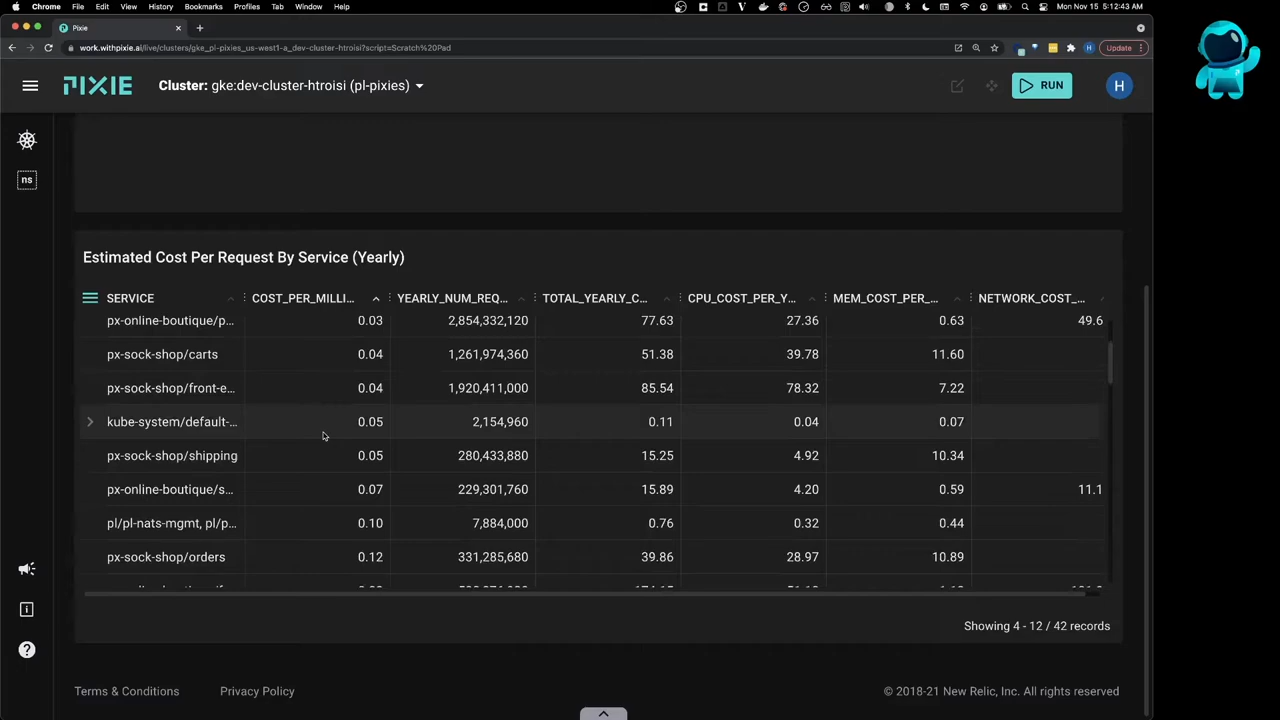 Chrome File Edit View History Bookmarks Profiles Tab Window Help Mon Nov 15 5:12:43 AM
Pixie
work.withpixie.ai/live/clusters/gke_pl-pixies_us-west1-a_dev-cluster-htroisi?script=Scratch%20Pad
Update
PIXIE Cluster: gke:dev-cluster-htroisi (pl-pixies) RUN H
ns
Estimated Cost Per Request By Service (Yearly)
SERVICE COST_PER_MILLI... YEARLY_NUM_REQ... TOTAL_YEARLY_C... CPU_COST_PER_Y... MEM_COST_PER_... NETWORK_COST_...
px-online-boutique/p... 0.03 2,854,332,120 77.63 27.36 0.63 49.6
px-sock-shop/carts 0.04 1,261,974,360 51.38 39.78 11.60
px-sock-shop/front-e... 0.04 1,920,411,000 85.54 78.32 7.22
kube-system/default-... 0.05 2,154,960 0.11 0.04 0.07
px-sock-shop/shipping 0.05 280,433,880 15.25 4.92 10.34
px-online-boutique/s... 0.07 229,301,760 15.89 4.20 0.59 11.1
pl/pl-nats-mgmt, pl/p... 0.10 7,884,000 0.76 0.32 0.44
px-sock-shop/orders 0.12 331,285,680 39.86 28.97 10.89
Showing 4 - 12 / 42 records
Terms & Conditions Privacy Policy © 2018-21 New Relic, Inc. All rights reserved